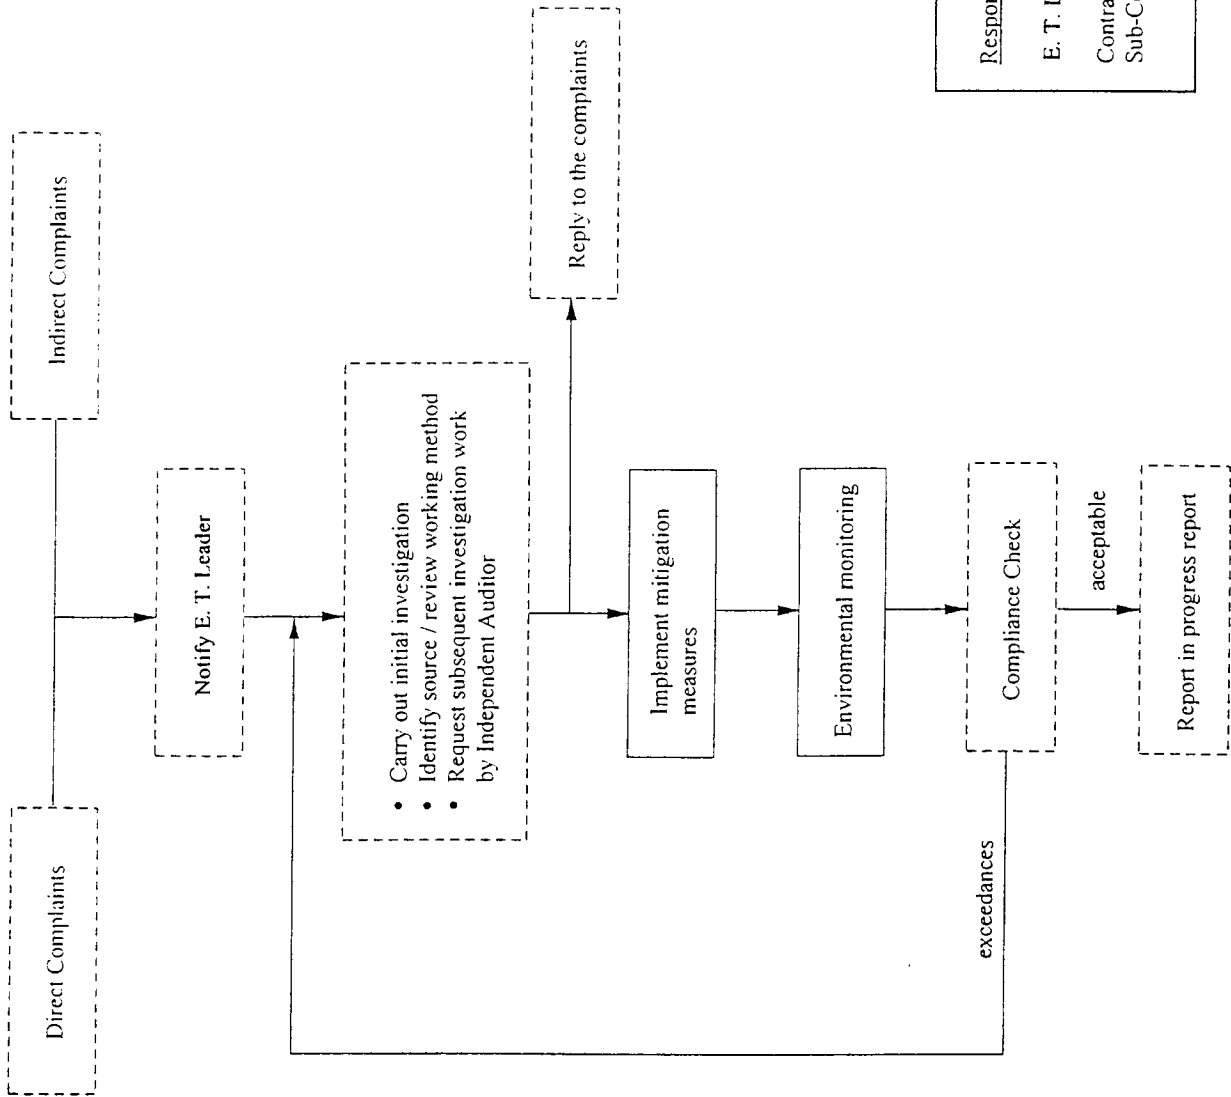 Direct Complaints
Indirect Complaints
Notify E. T. Leader
• Carry out initial investigation
• Identify source / review working method
• Request subsequent investigation work
by Independent Auditor
Reply to the complaints
Implement mitigation
measures
Environmental monitoring
Compliance Check
exceedances
acceptable
Report in progress report
E. T.